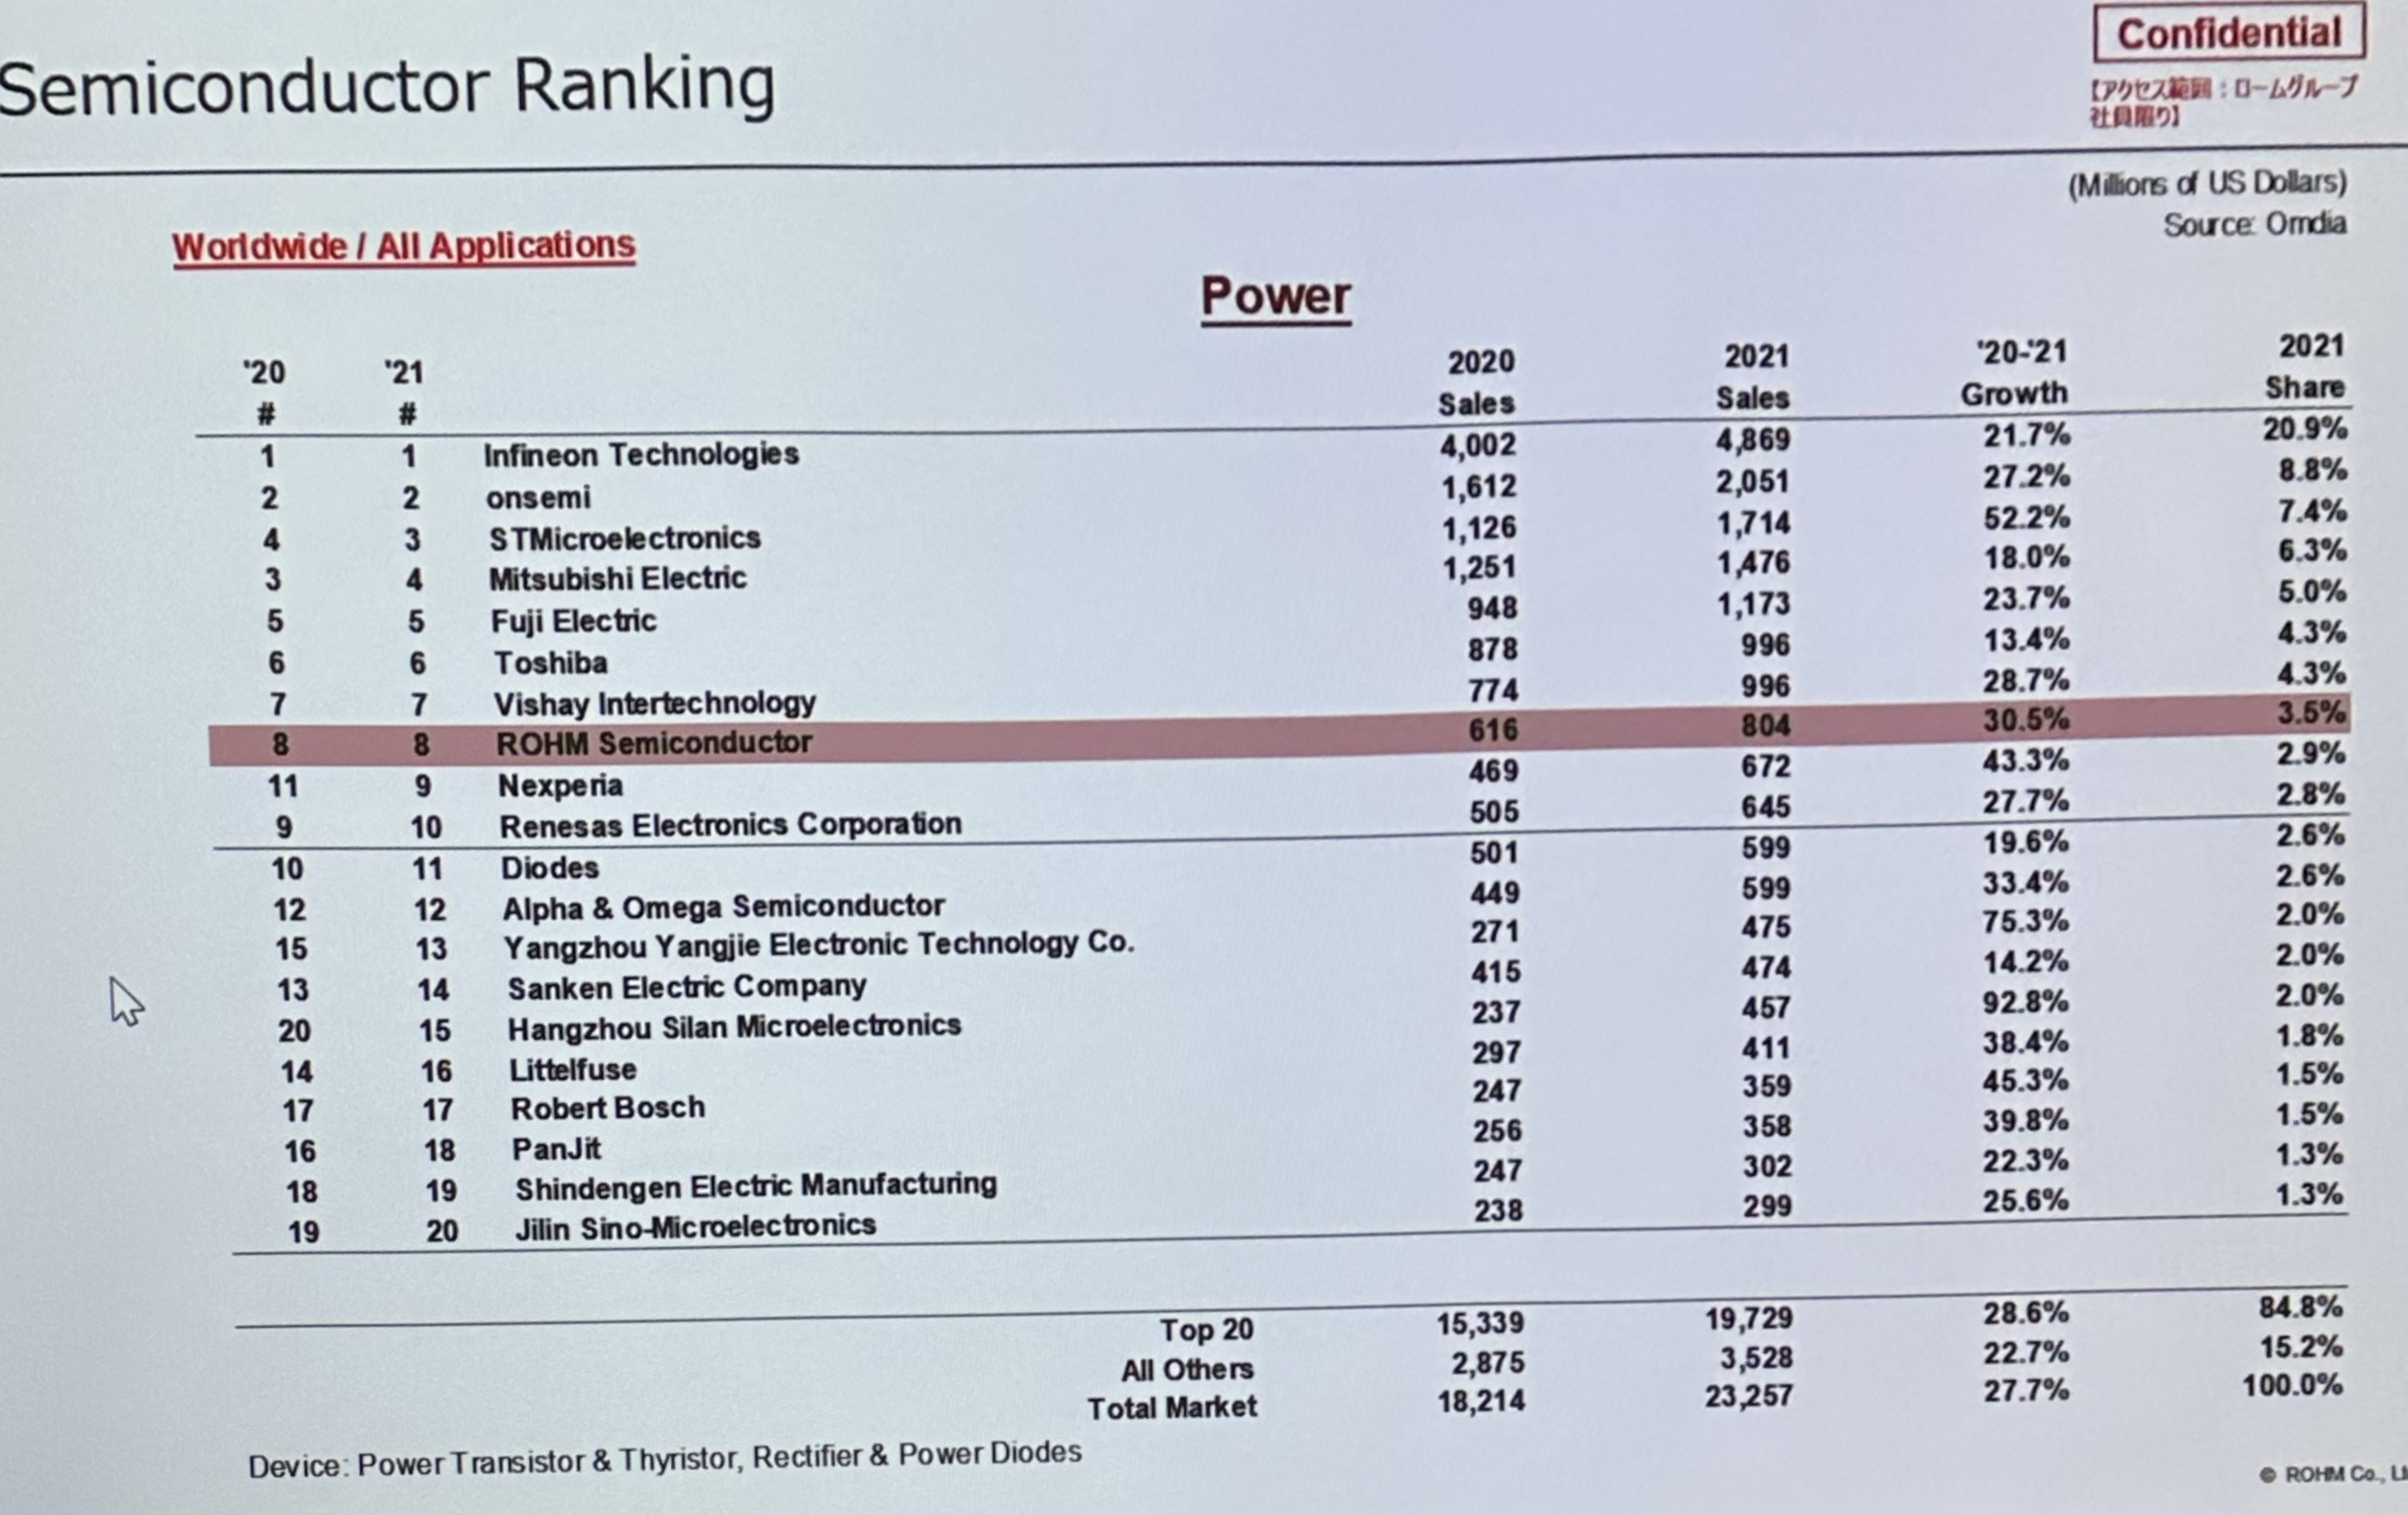 Semiconductor Ranking
Confidential
【アクセス範囲：ロームグループ
社員限り】
(Millions of US Dollars)
Source: Omdia
Worldwide / All Applications
Power
'20 '21 2020 2021 '20-'21 2021
# # Sales Sales Growth Share
1 1 Infineon Technologies 4,002 4,869 21.7% 20.9%
2 2 onsemi 1,612 2,051 27.2% 8.8%
4 3 STMicroelectronics 1,126 1,714 52.2% 7.4%
3 4 Mitsubishi Electric 1,251 1,476 18.0% 6.3%
5 5 Fuji Electric 948 1,173 23.7% 5.0%
6 6 Toshiba 878 996 13.4% 4.3%
7 7 Vishay Intertechnology 774 996 28.7% 4.3%
8 8 ROHM Semiconductor 616 804 30.5% 3.5%
11 9 Nexperia 469 672 43.3% 2.9%
9 10 Renesas Electronics Corporation 505 645 27.7% 2.8%
10 11 Diodes 501 599 19.6% 2.6%
12 12 Alpha & Omega Semiconductor 449 599 33.4% 2.6%
15 13 Yangzhou Yangjie Electronic Technology Co. 271 475 75.3% 2.0%
13 14 Sanken Electric Company 415 474 14.2% 2.0%
20 15 Hangzhou Silan Microelectronics 237 457 92.8% 2.0%
14 16 Littelfuse 297 411 38.4% 1.8%
17 17 Robert Bosch 247 359 45.3% 1.5%
16 18 PanJit 256 358 39.8% 1.5%
18 19 Shindengen Electric Manufacturing 247 302 22.3% 1.3%
19 20 Jilin Sino-Microelectronics 238 299 25.6% 1.3%
Top 20 15,339 19,729 28.6% 84.8%
All Others 2,875 3,528 22.7% 15.2%
Total Market 18,214 23,257 27.7% 100.0%
Device: Power Transistor & Thyristor, Rectifier & Power Diodes
© ROHM Co.,